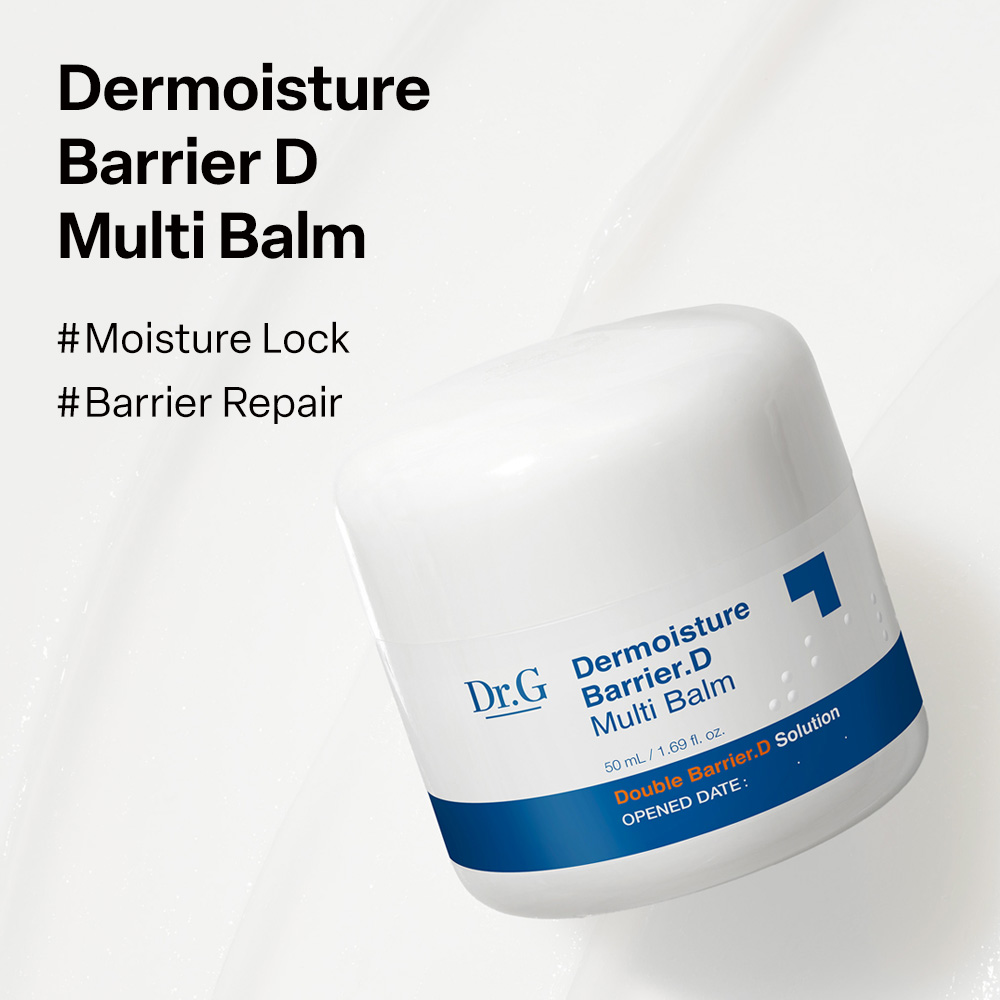 Dermoisture
Barrier D
Multi Balm
#Moisture Lock
#Barrier Repair
Dr.G
Dermoisture
Barrier.D
Multi Balm
50 mL / 1.69 fl. oz.
Double Barrier.D Solution
OPENED DATE :